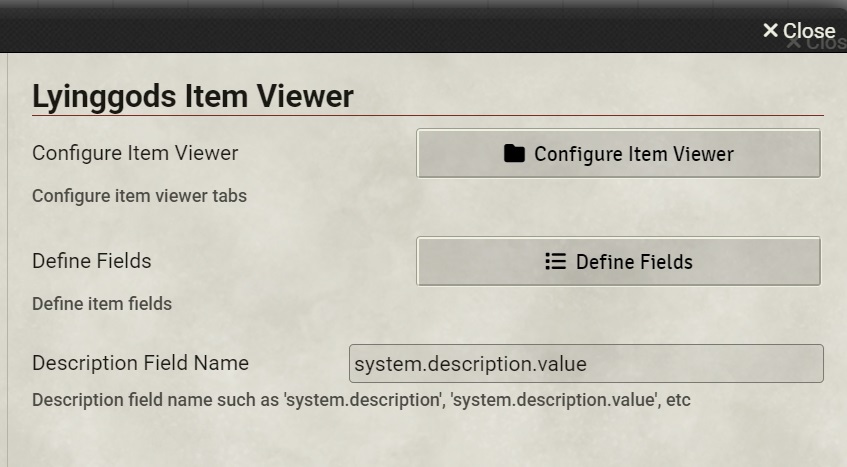 Close
Clos
Lyinggods Item Viewer
Configure Item Viewer
Configure Item Viewer
Configure item viewer tabs
Define Fields
Define Fields
Define item fields
Description Field Name
system.description.value
Description field name such as 'system.description', 'system.description.value', etc